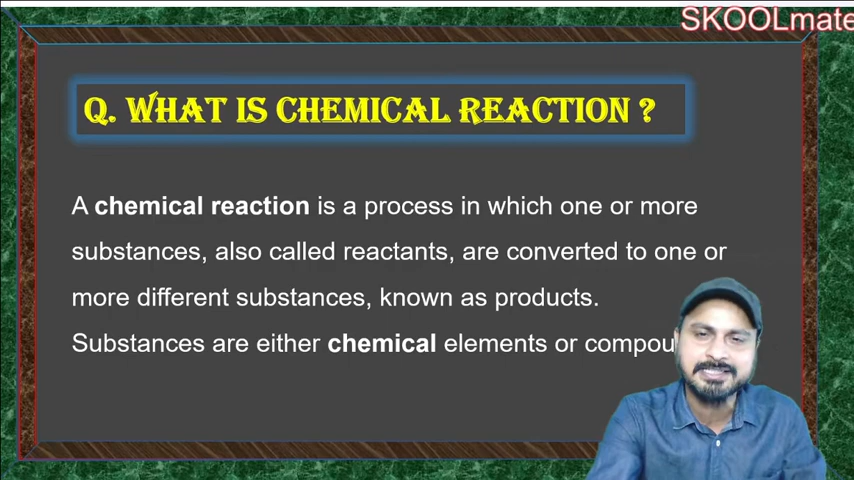 SKOOLmate
Q. WHAT IS CHEMICAL REACTION ?
A chemical reaction is a process in which one or more
substances, also called reactants, are converted to one or
more different substances, known as products.
Substances are either chemical elements or compou